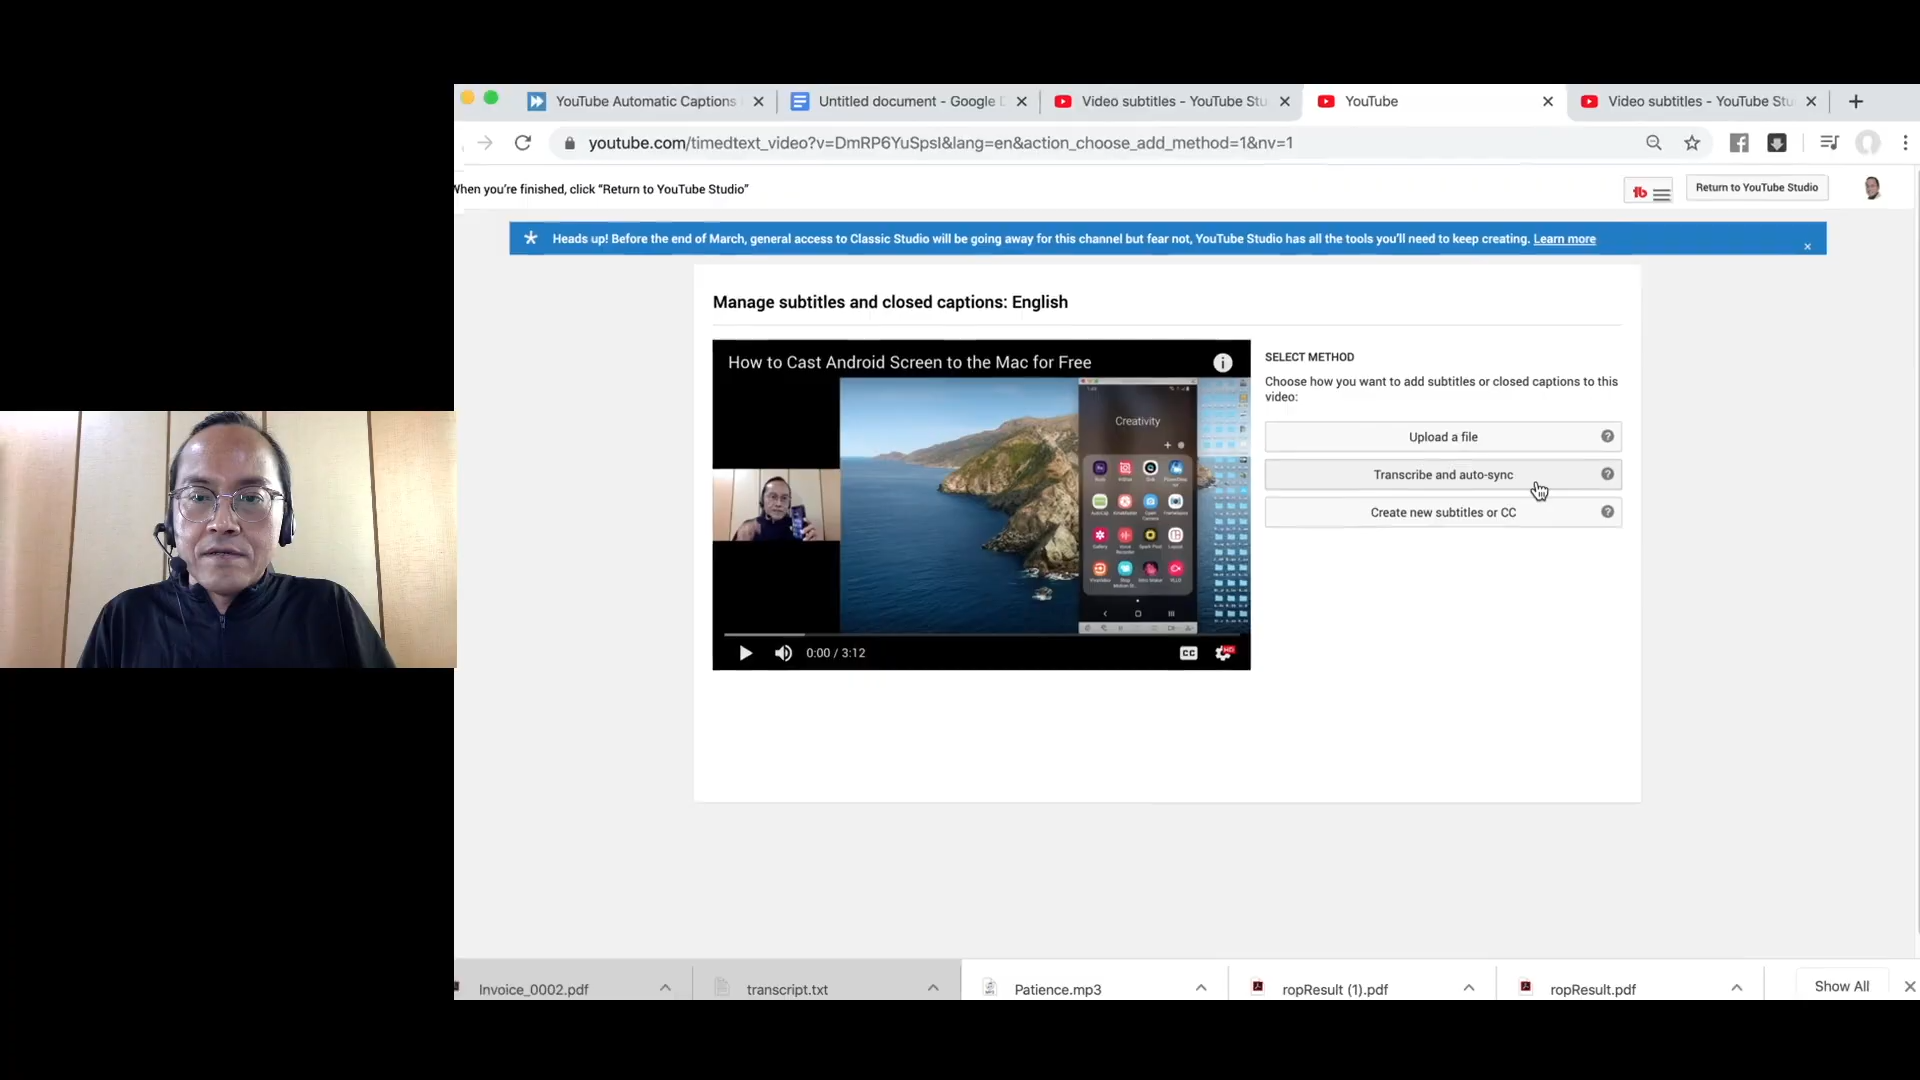 YouTube Automatic Captions
Untitled document - Google D
Video subtitles - YouTube Stu
YouTube
Video subtitles - YouTube Stu
youtube.com/timedtext_video?v=DmRP6YuSpsI&lang=en&action_choose_add_method=1&nv=1
When you're finished, click “Return to YouTube Studio”
tb
Return to YouTube Studio
Heads up! Before the end of March, general access to Classic Studio will be going away for this channel but fear not, YouTube Studio has all the tools you'll need to keep creating. Learn more
Manage subtitles and closed captions: English
How to Cast Android Screen to the Mac for Free
Creativity
Gallery
0:00 / 3:12
CC
HD
SELECT METHOD
Choose how you want to add subtitles or closed captions to this
video:
Upload a file
Transcribe and auto-sync
Create new subtitles or CC
Invoice_0002.pdf
transcript.txt
Patience.mp3
ropResult (1).pdf
ropResult.pdf
Show All